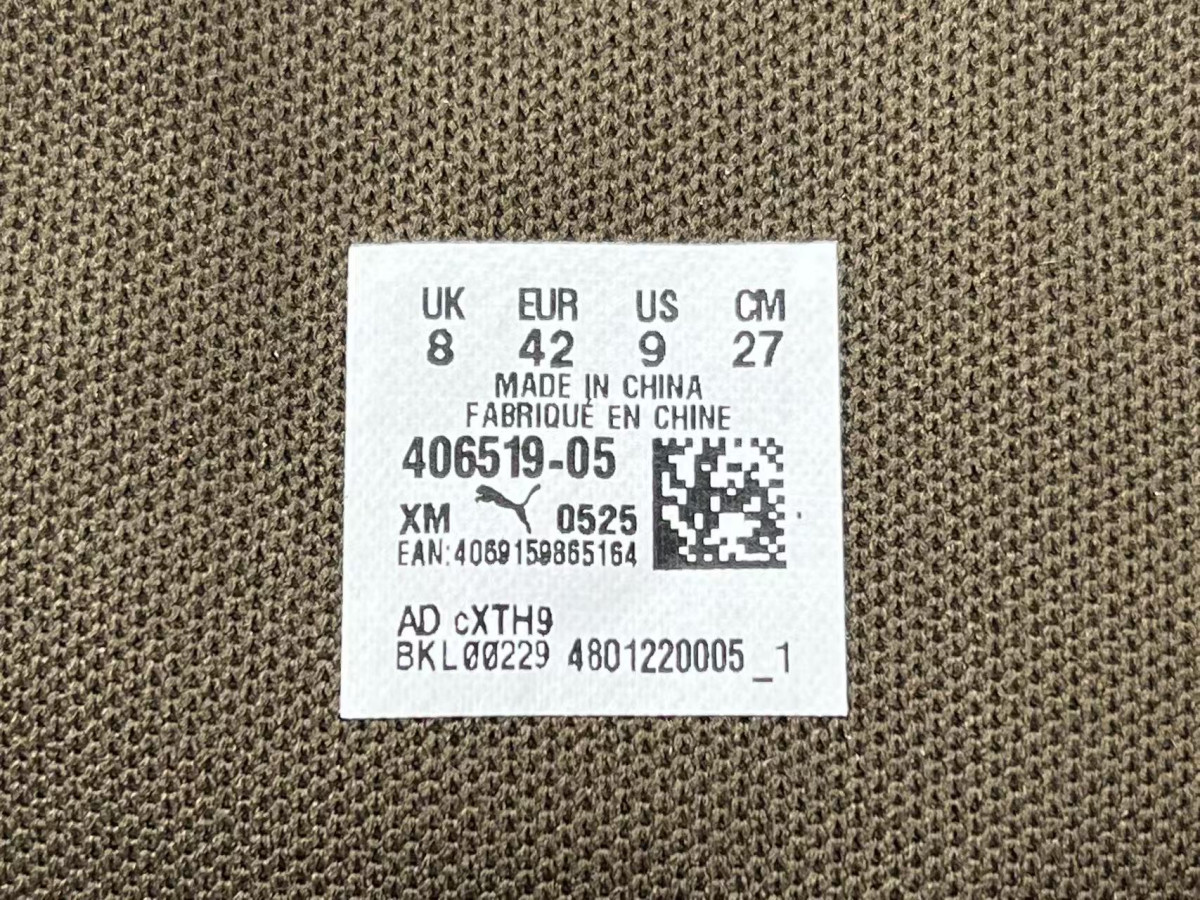 UK EUR US CM
8 42 9 27
MADE IN CHINA
FABRIQUÉ EN CHINE
406519-05
XM 0525
EAN:4069159865164
AD cXTH9
BKL00229 4801220005_1